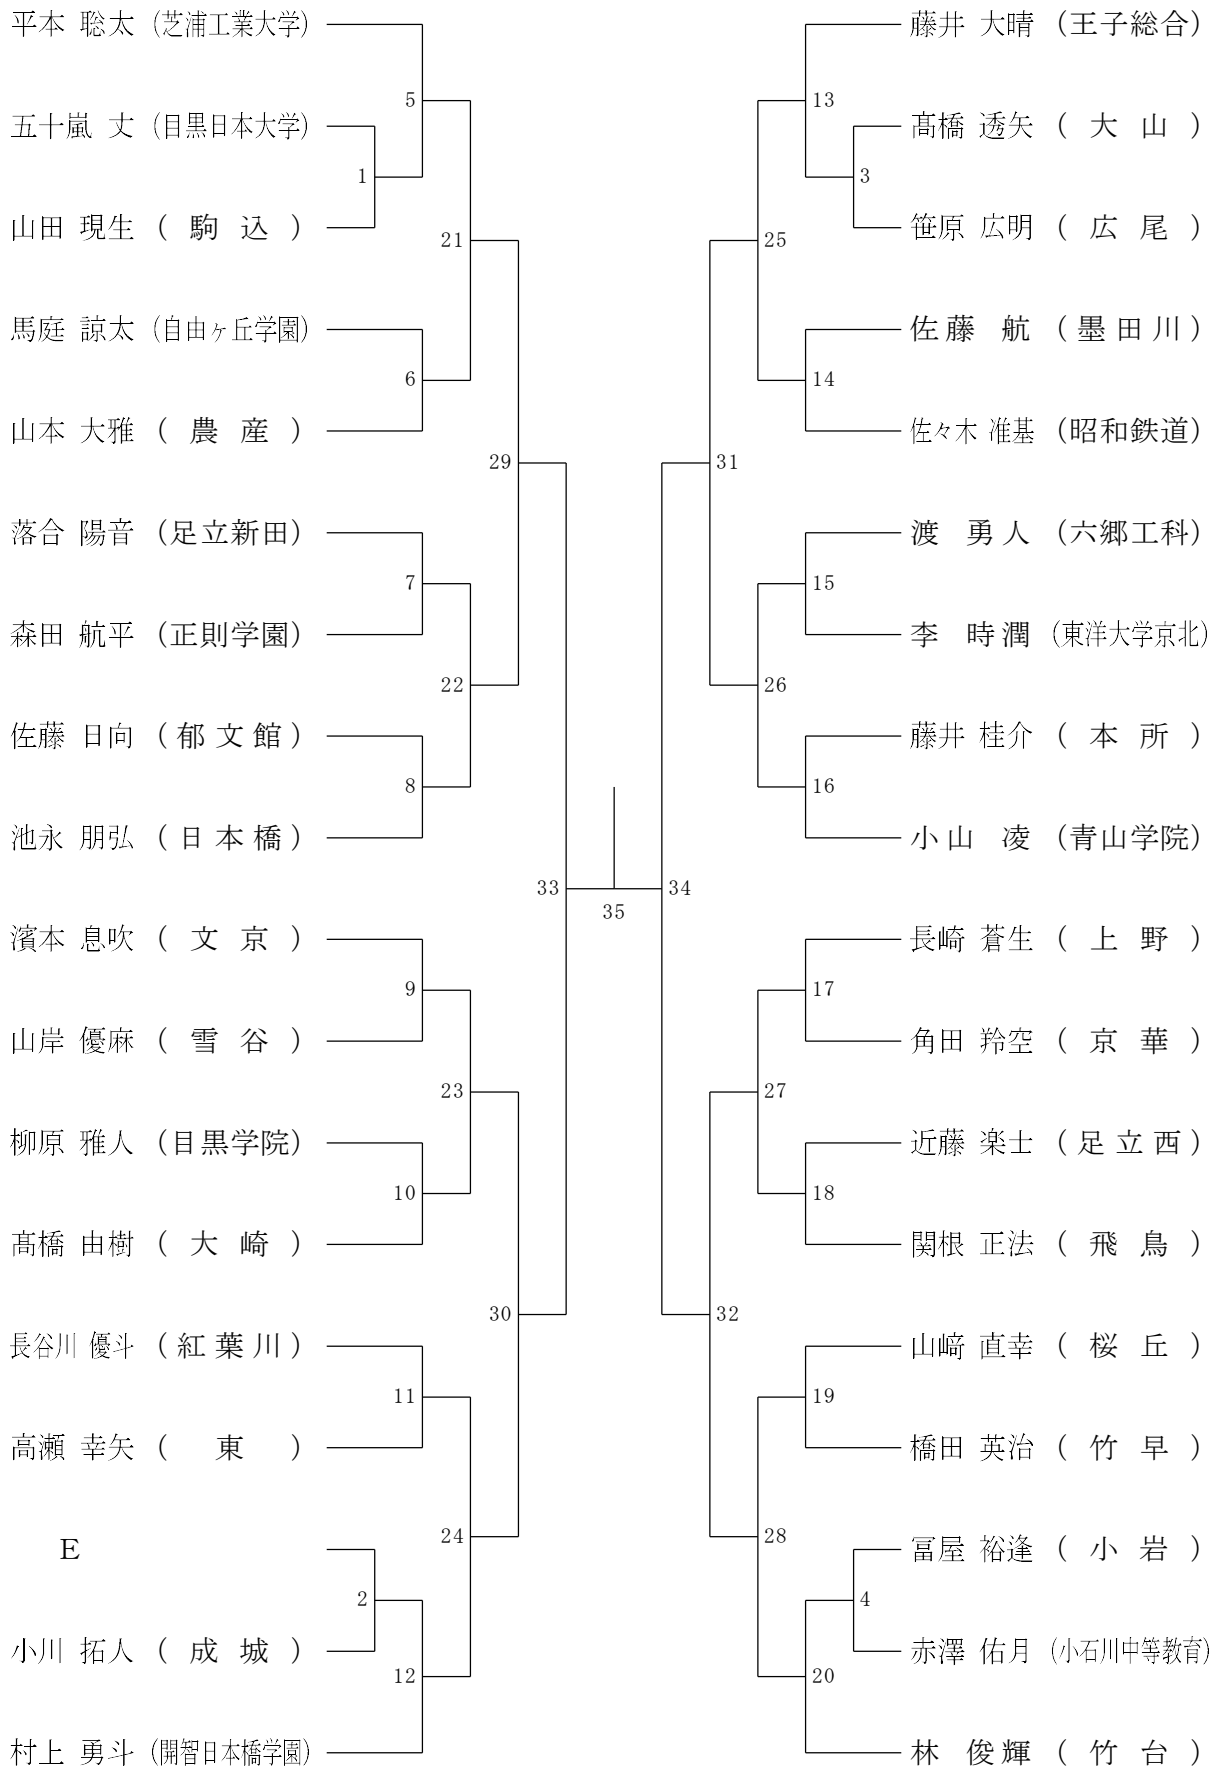 平本 聡太 (芝浦工業大学)
5
五十嵐 丈 (目黒日本大学)
1
山田 現生 ( 駒 込 )
21
馬庭 諒太 (自由ヶ丘学園)
6
山本 大雅 ( 農 産 )
29
落合 陽音 (足立新田)
7
森田 航平 (正則学園)
22
佐藤 日向 (郁文館)
8
池永 朋弘 (日本橋)
33
濱本 息吹 ( 文 京 )
9
山岸 優麻 ( 雪 谷 )
23
柳原 雅人 (目黒学院)
10
髙橋 由樹 ( 大 崎 )
30
長谷川 優斗 (紅葉川)
11
高瀬 幸矢 ( 東 )
24
E
2
小川 拓人 ( 成 城 )
12
村上 勇斗 (開智日本橋学園)
35
藤井 大晴 (王子総合)
13
髙橋 透矢 ( 大 山 )
3
笹原 広明 ( 広 尾 )
25
佐藤 航 (墨田川)
14
佐々木 准基 (昭和鉄道)
31
渡 勇人 (六郷工科)
15
李 時潤 (東洋大学京北)
26
藤井 桂介 ( 本 所 )
16
小山 凌 (青山学院)
34
長崎 蒼生 ( 上 野 )
17
角田 羚空 ( 京 華 )
27
近藤 楽士 (足立西)
18
関根 正法 ( 飛 鳥 )
32
山﨑 直幸 ( 桜 丘 )
19
橋田 英治 ( 竹 早 )
28
冨屋 裕逢 ( 小 岩 )
4
赤澤 佑月 (小石川中等教育)
20
林 俊輝 ( 竹 台 )